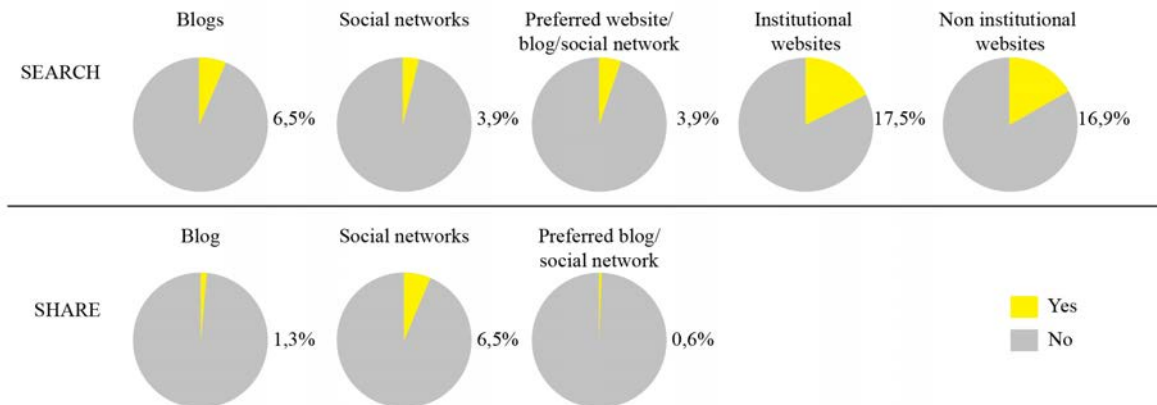 Blogs
Social networks
Preferred website/
blog/social network
Institutional
websites
Non institutional
websites
SEARCH
6,5%
3,9%
3,9%
17,5%
16,9%
Blog
Social networks
Preferred blog/
social network
SHARE
1,3%
6,5%
0,6%
Yes
No